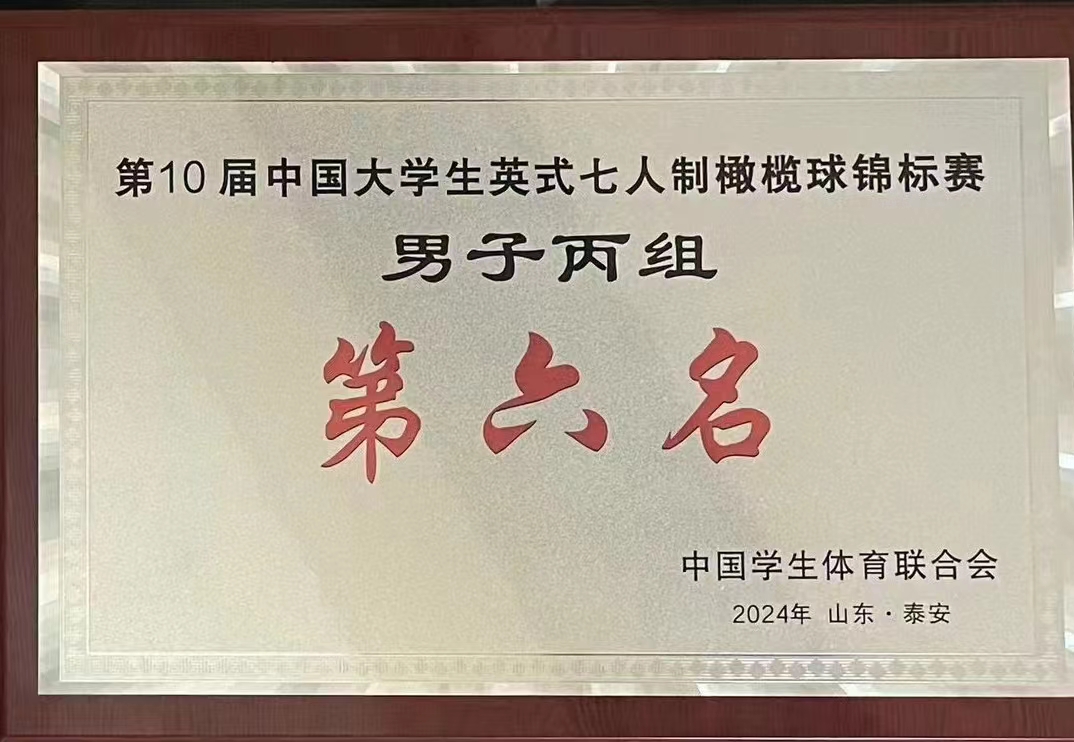 第10届中国大学生英式七人制橄榄球锦标赛
男子丙组
第六名
中国学生体育联合会
2024年 山东·泰安